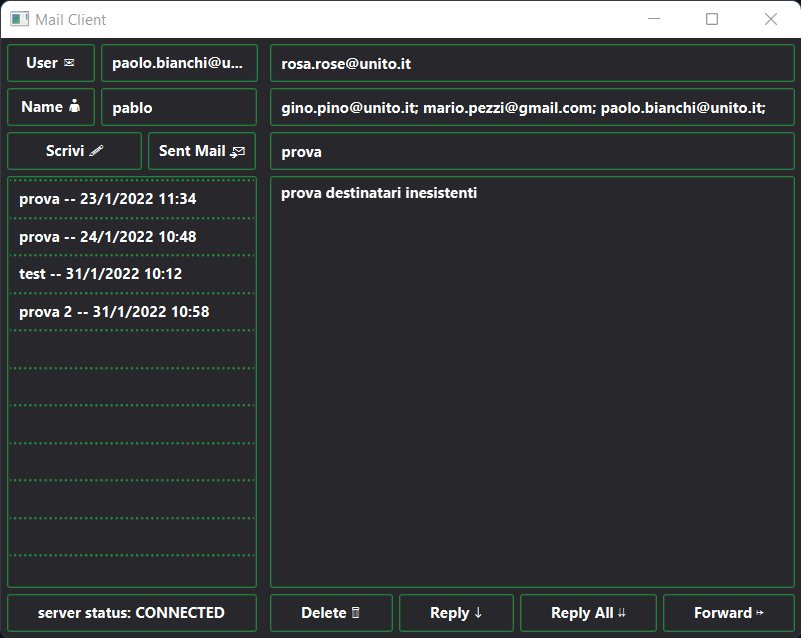 Mail Client
User ✉ paolo.bianchi@u...
Name pablo
Scrivi Sent Mail
prova -- 23/1/2022 11:34
prova -- 24/1/2022 10:48
test -- 31/1/2022 10:12
prova 2 -- 31/1/2022 10:58
server status: CONNECTED
rosa.rose@unito.it
gino.pino@unito.it; mario.pezzi@gmail.com; paolo.bianchi@unito.it;
prova
prova destinatari inesistenti
Delete Reply ↓ Reply All ⇊ Forward ↦